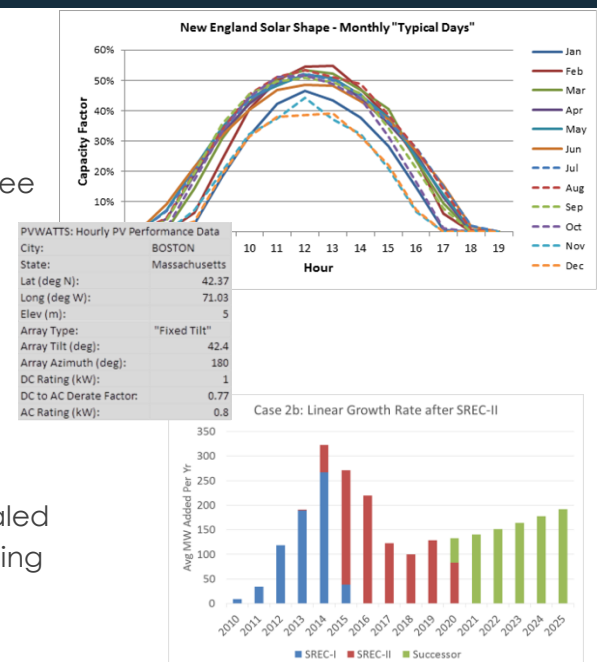 New England Solar Shape - Monthly "Typical Days"
60%
50%
40%
30%
20%
10%
Capacity Factor
10 11 12 13 14 15 16 17 18 19
Hour
Jan
Feb
Mar
Apr
May
Jun
Jul
Aug
Sep
Oct
Nov
Dec
PVWATTS: Hourly PV Performance Data
City: BOSTON
State: Massachusetts
Lat (deg N): 42.37
Long (deg W): 71.03
Elev (m): 5
Array Type: "Fixed Tilt"
Array Tilt (deg): 42.4
Array Azimuth (deg): 180
DC Rating (kW): 1
DC to AC Derate Factor: 0.77
AC Rating (kW): 0.8
Case 2b: Linear Growth Rate after SREC-II
350
300
250
200
150
100
50
0
Avg MW Added Per Yr
2010 2011 2012 2013 2014 2015 2016 2017 2018 2019 2020 2021 2022 2023 2024 2025
SREC-I SREC-II Successor